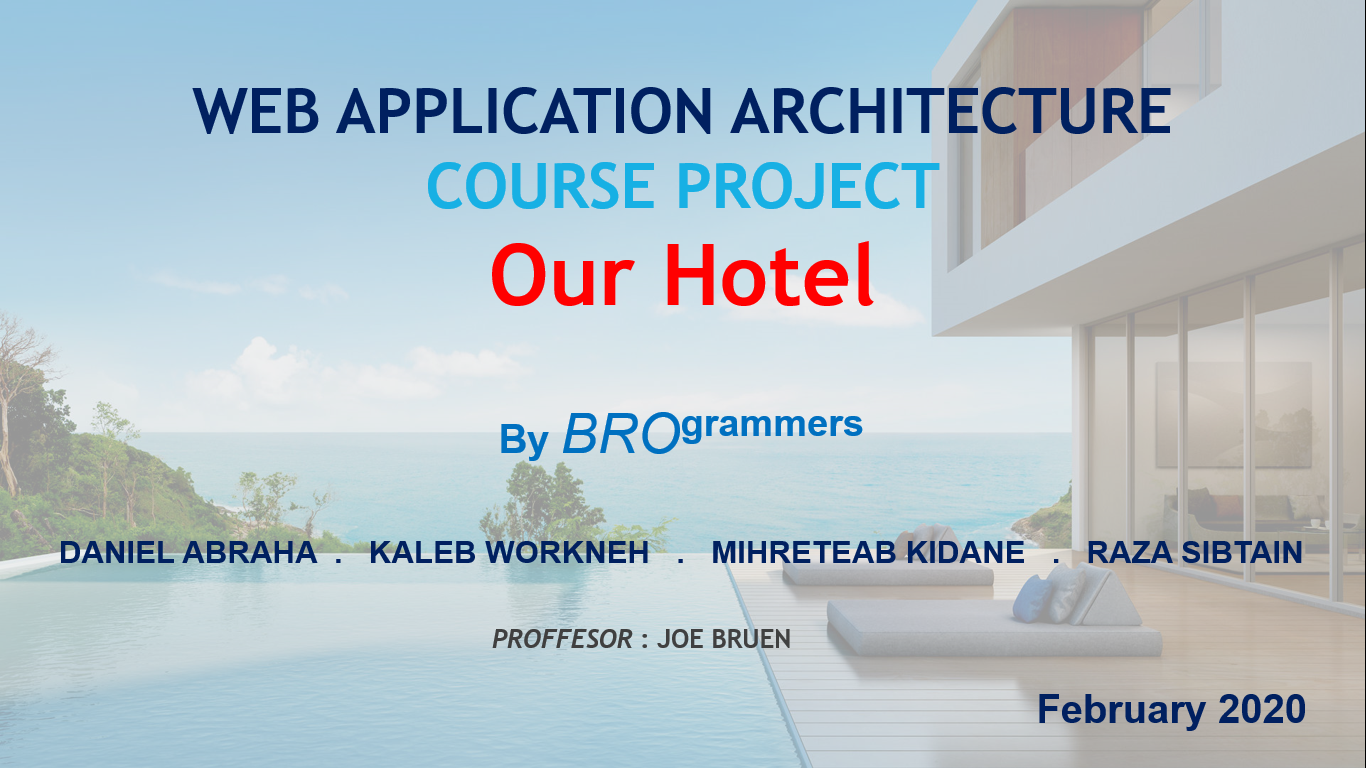 WEB APPLICATION ARCHITECTURE
COURSE PROJECT
Our Hotel
By BROgrammers
DANIEL ABRAHA . KALEB WORKNEH . MIHRETEAB KIDANE . RAZA SIBTAIN
PROFFESOR : JOE BRUEN
February 2020